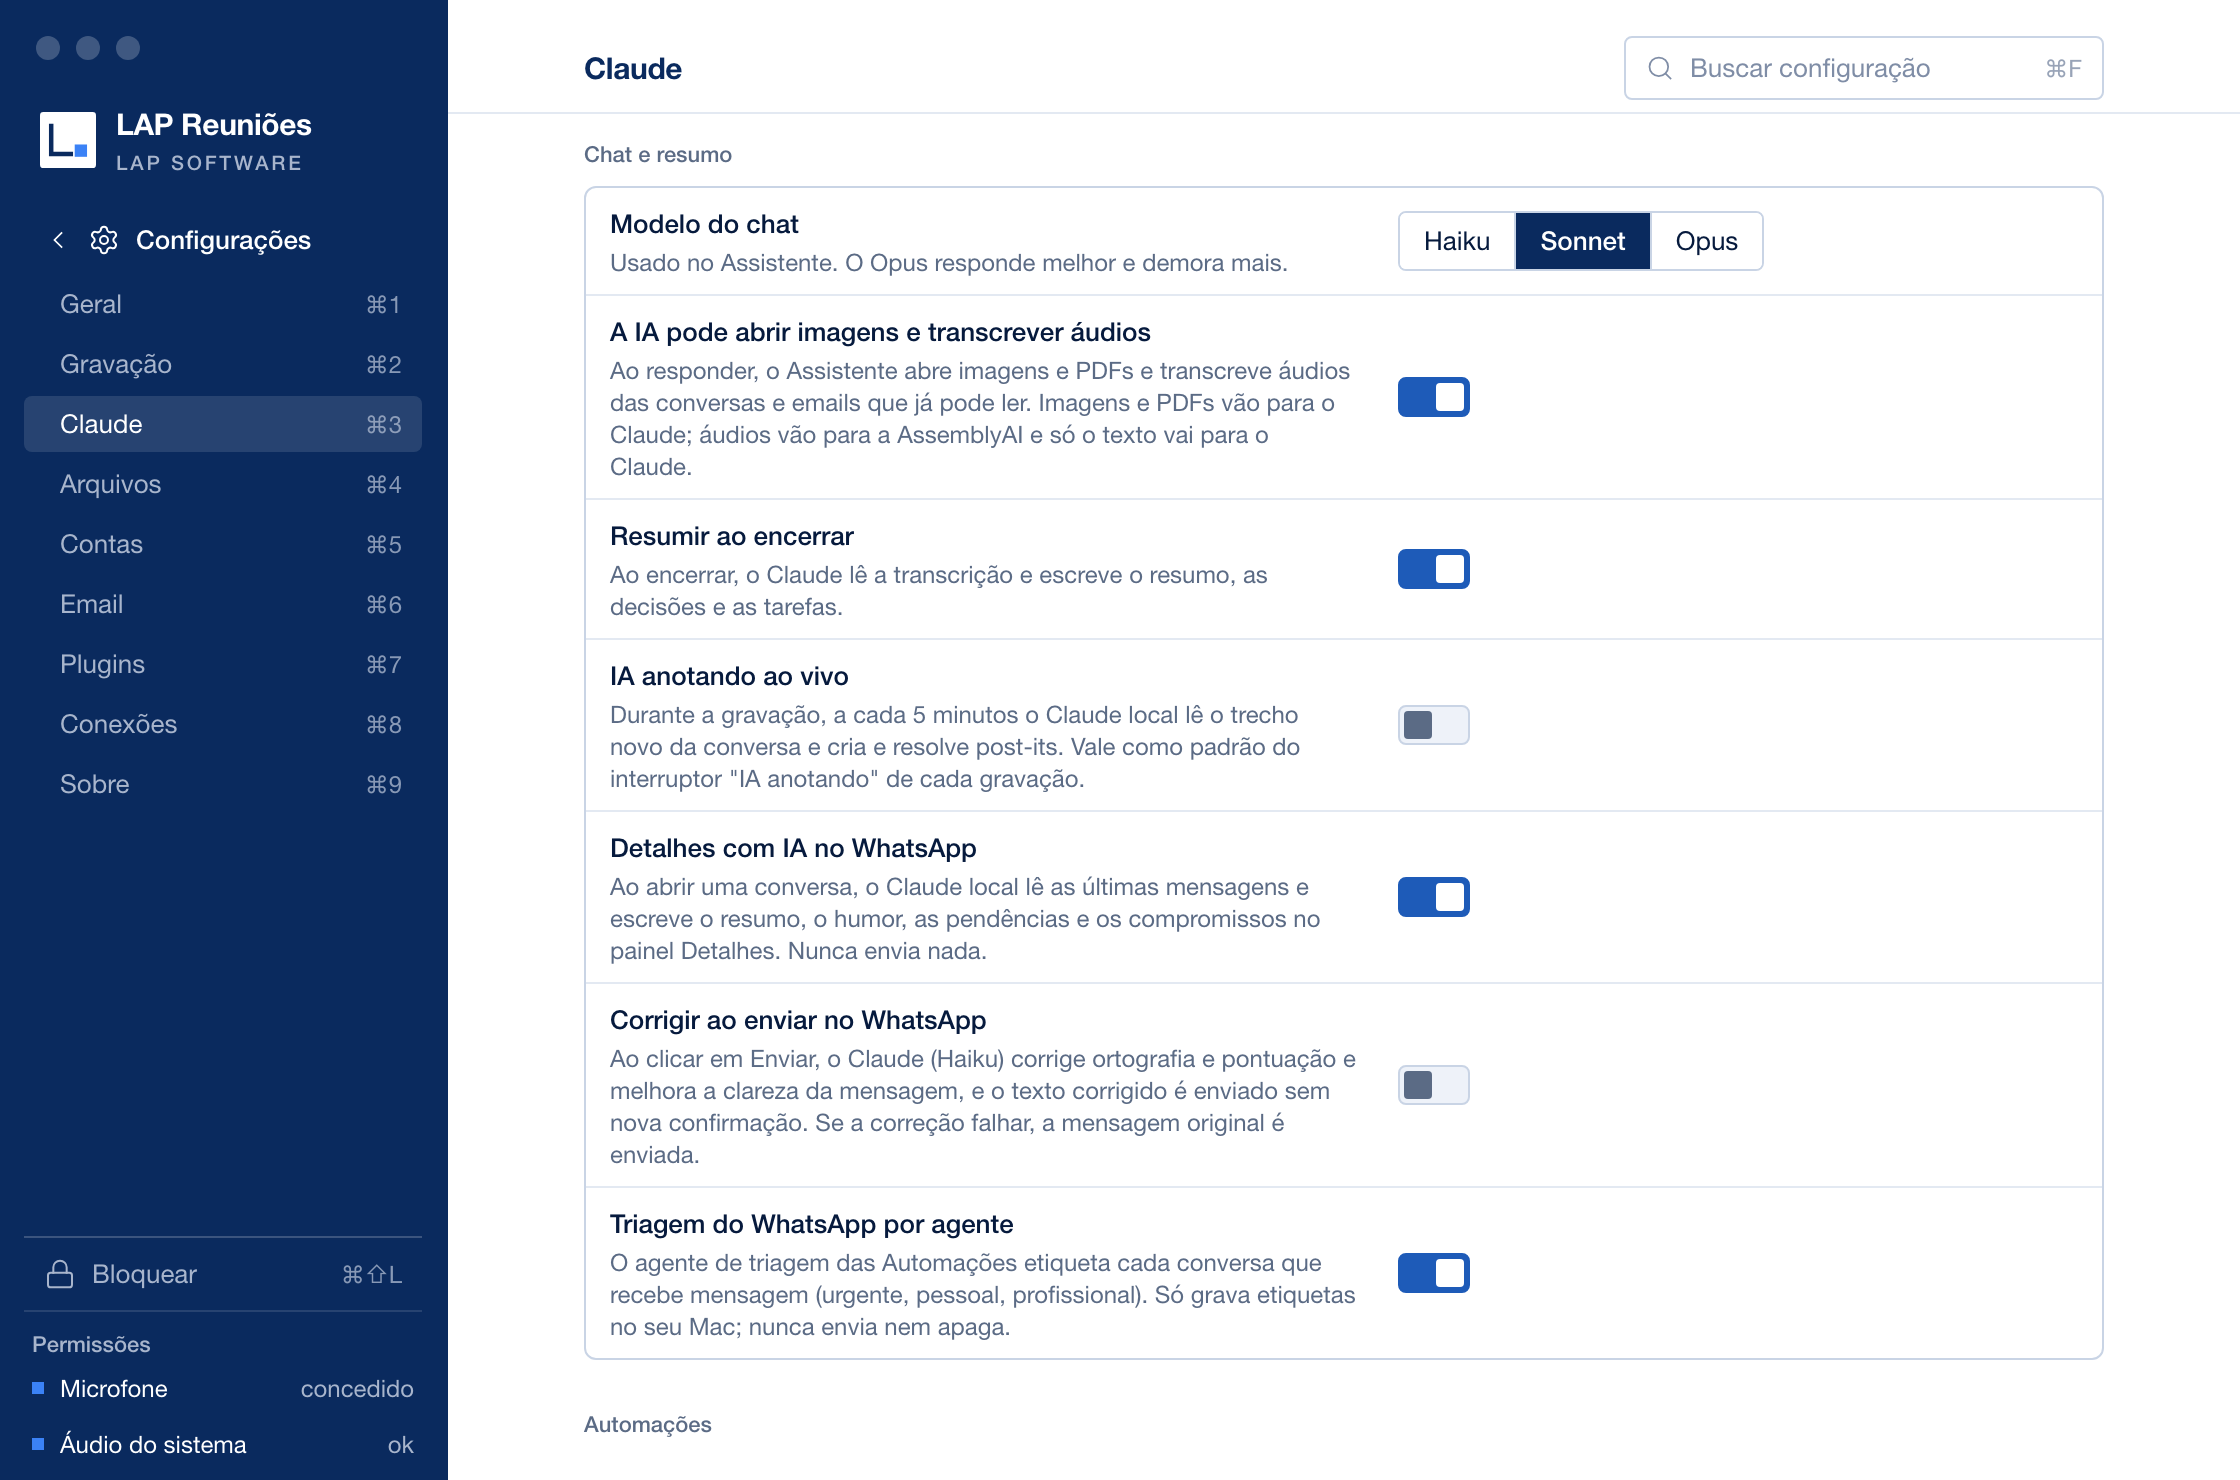 LAP Reuniões
LAP SOFTWARE
Configurações
Geral ⌘1
Gravação ⌘2
Claude ⌘3
Arquivos ⌘4
Contas ⌘5
Email ⌘6
Plugins ⌘7
Conexões ⌘8
Sobre ⌘9
Bloquear ⌘⇧L
Permissões
Microfone concedido
Áudio do sistema ok
Claude
Buscar configuração ⌘F
Chat e resumo
Modelo do chat
Usado no Assistente. O Opus responde melhor e demora mais.
Haiku Sonnet Opus
A IA pode abrir imagens e transcrever áudios
Ao responder, o Assistente abre imagens e PDFs e transcreve áudios
das conversas e emails que já pode ler. Imagens e PDFs vão para o
Claude; áudios vão para a AssemblyAI e só o texto vai para o
Claude.
Resumir ao encerrar
Ao encerrar, o Claude lê a transcrição e escreve o resumo, as
decisões e as tarefas.
IA anotando ao vivo
Durante a gravação, a cada 5 minutos o Claude local lê o trecho
novo da conversa e cria e resolve post-its. Vale como padrão do
interruptor "IA anotando" de cada gravação.
Detalhes com IA no WhatsApp
Ao abrir uma conversa, o Claude local lê as últimas mensagens e
escreve o resumo, o humor, as pendências e os compromissos no
painel Detalhes. Nunca envia nada.
Corrigir ao enviar no WhatsApp
Ao clicar em Enviar, o Claude (Haiku) corrige ortografia e pontuação e
melhora a clareza da mensagem, e o texto corrigido é enviado sem
nova confirmação. Se a correção falhar, a mensagem original é
enviada.
Triagem do WhatsApp por agente
O agente de triagem das Automações etiqueta cada conversa que
recebe mensagem (urgente, pessoal, profissional). Só grava etiquetas
no seu Mac; nunca envia nem apaga.
Automações